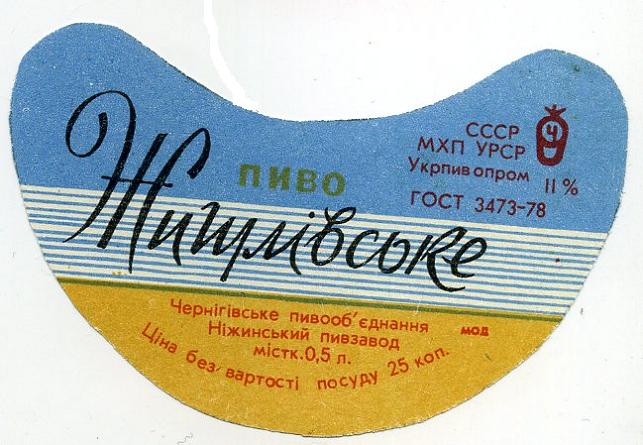 пиво
Жигулівське
СССР
МХП УРСР
Укрпивопром
Ч
11 %
ГОСТ 3473-78
Чернігівське пивооб'єднання
Ніжинський пивзавод
містк.0,5 л.
мод
Ціна без вартості посуду 25 коп.